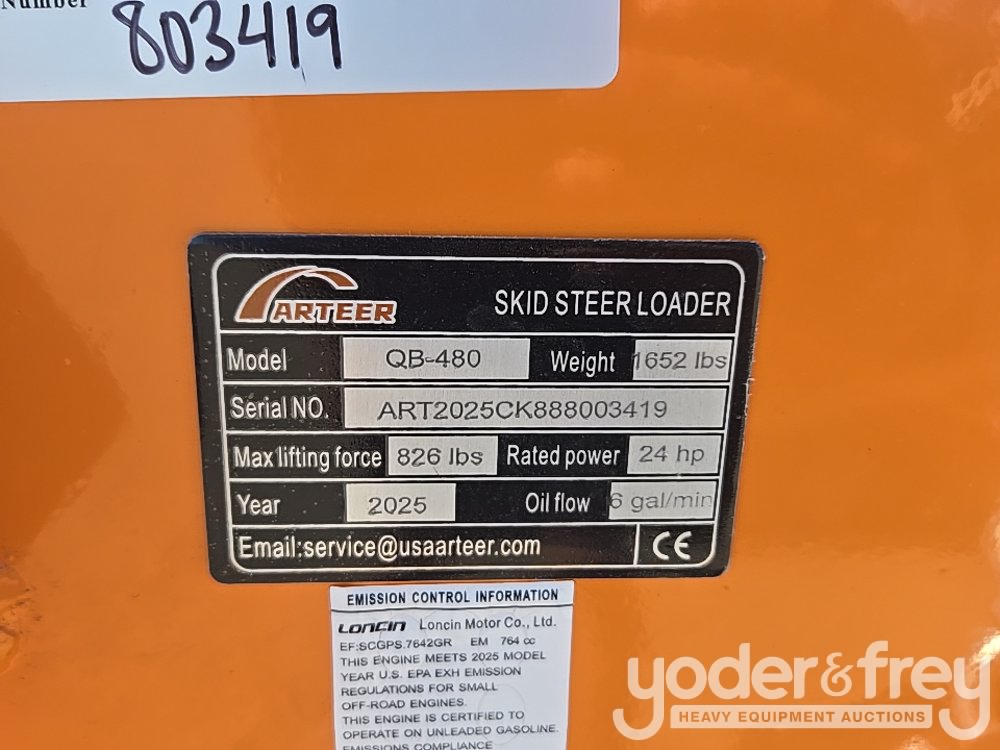 Number
803419
ARTEER SKID STEER LOADER
Model QB-480 Weight 1652 lbs
Serial NO. ART2025CK888003419
Max lifting force 826 lbs Rated power 24 hp
Year 2025 Oil flow 6 gal/min
Email:service@usaarteer.com CE
EMISSION CONTROL INFORMATION
LONCIN Loncin Motor Co., Ltd.
EF:SCGPS.7642GR EM 764 cc
THIS ENGINE MEETS 2025 MODEL
YEAR U.S. EPA EXH EMISSION
REGULATIONS FOR SMALL
OFF-ROAD ENGINES.
THIS ENGINE IS CERTIFIED TO
OPERATE ON UNLEADED GASOLINE.
EMISSIONS COMPLIANCE
yoder&frey
HEAVY EQUIPMENT AUCTIONS